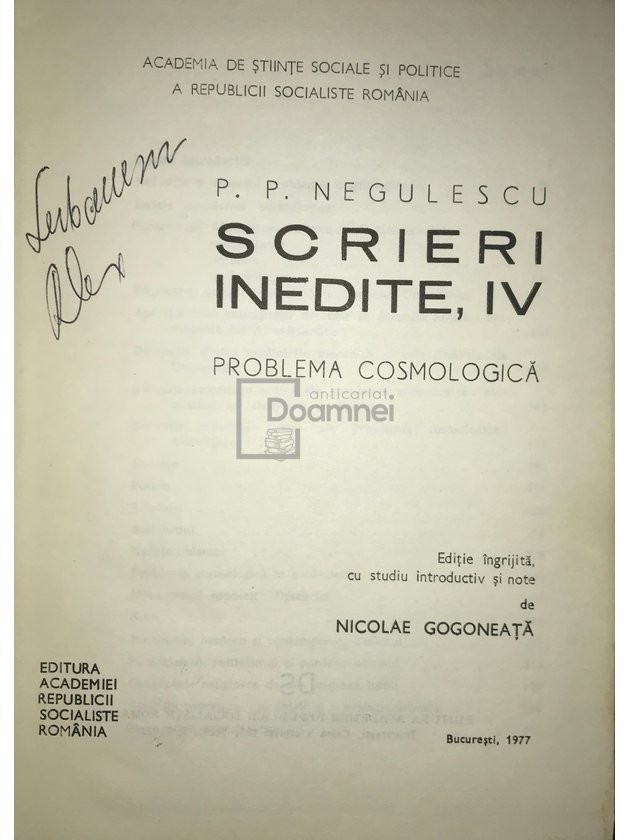 ACADEMIA DE ȘTIINȚE SOCIALE ȘI POLITICE
A REPUBLICII SOCIALISTE ROMÂNIA
P. P. NEGULESCU
SCRIERI
INEDITE, IV
PROBLEMA COSMOLOGICĂ
anticariat
Doamnei
Ediție îngrijită,
cu studiu introductiv și note
de
NICOLAE GOGONEAȚĂ
EDITURA
ACADEMIEI
REPUBLICII
SOCIALISTE
ROMÂNIA
București, 1977